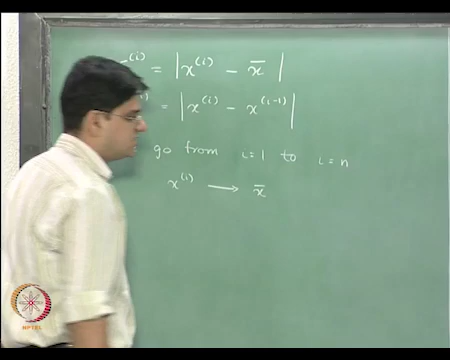 ⁽ⁱ⁾ = | x⁽ⁱ⁾ - x̅ |
= | x⁽ⁱ⁾ - x⁽ⁱ⁻¹⁾ |
go from i=1 to i=n
x⁽ⁱ⁾ → x̅
NPTEL